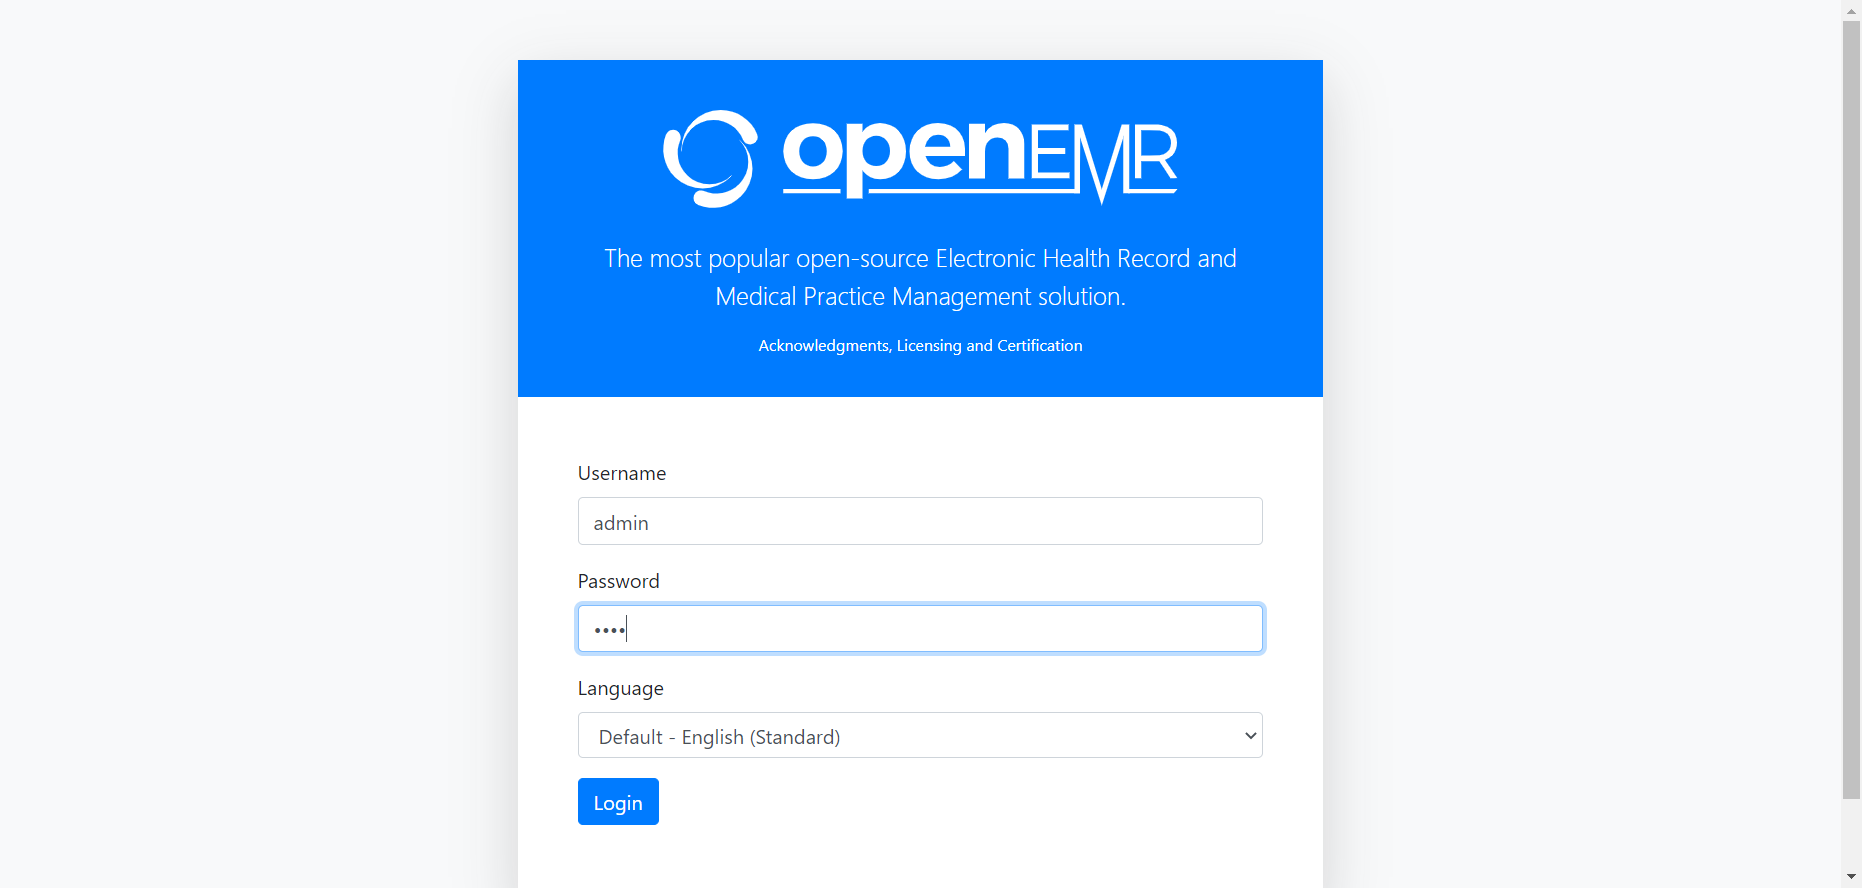 openEMR
The most popular open-source Electronic Health Record and
Medical Practice Management solution.
Acknowledgments, Licensing and Certification
Username
admin
Password
••••
Language
Default - English (Standard)
Login